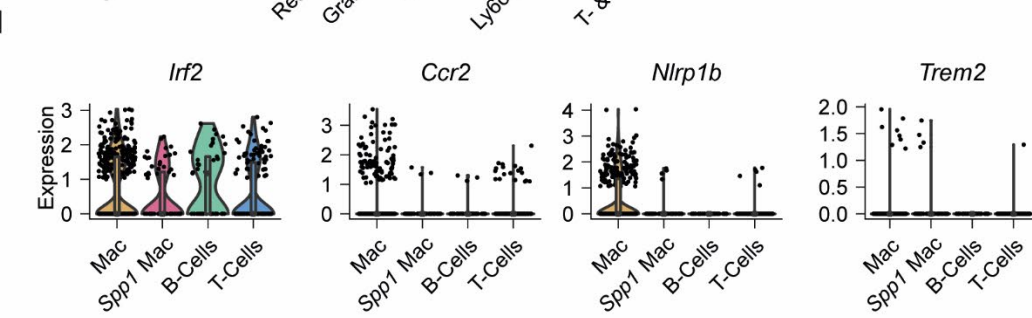 Irf2
Ccr2
Nlrp1b
Trem2
Expression
3
2
1
0
3
2
1
0
4
3
2
1
0
2.0
1.5
1.0
0.5
0.0
Mac
Spp1 Mac
B-Cells
T-Cells
Mac
Spp1 Mac
B-Cells
T-Cells
Mac
Spp1 Mac
B-Cells
T-Cells
Mac
Spp1 Mac
B-Cells
T-Cells